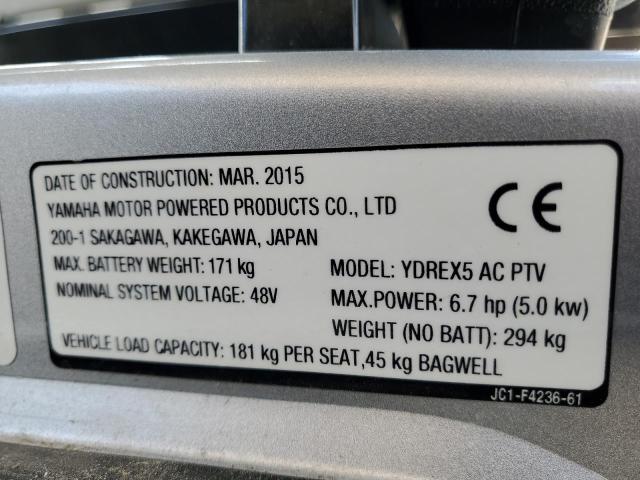 DATE OF CONSTRUCTION: MAR. 2015
YAMAHA MOTOR POWERED PRODUCTS CO., LTD
200-1 SAKAGAWA, KAKEGAWA, JAPAN
CE
MAX. BATTERY WEIGHT: 171 kg
MODEL: YDREX5 AC PTV
NOMINAL SYSTEM VOLTAGE: 48V
MAX.POWER: 6.7 hp (5.0 kw)
WEIGHT (NO BATT): 294 kg
VEHICLE LOAD CAPACITY: 181 kg PER SEAT,45 kg BAGWELL
JC1-F4236-61